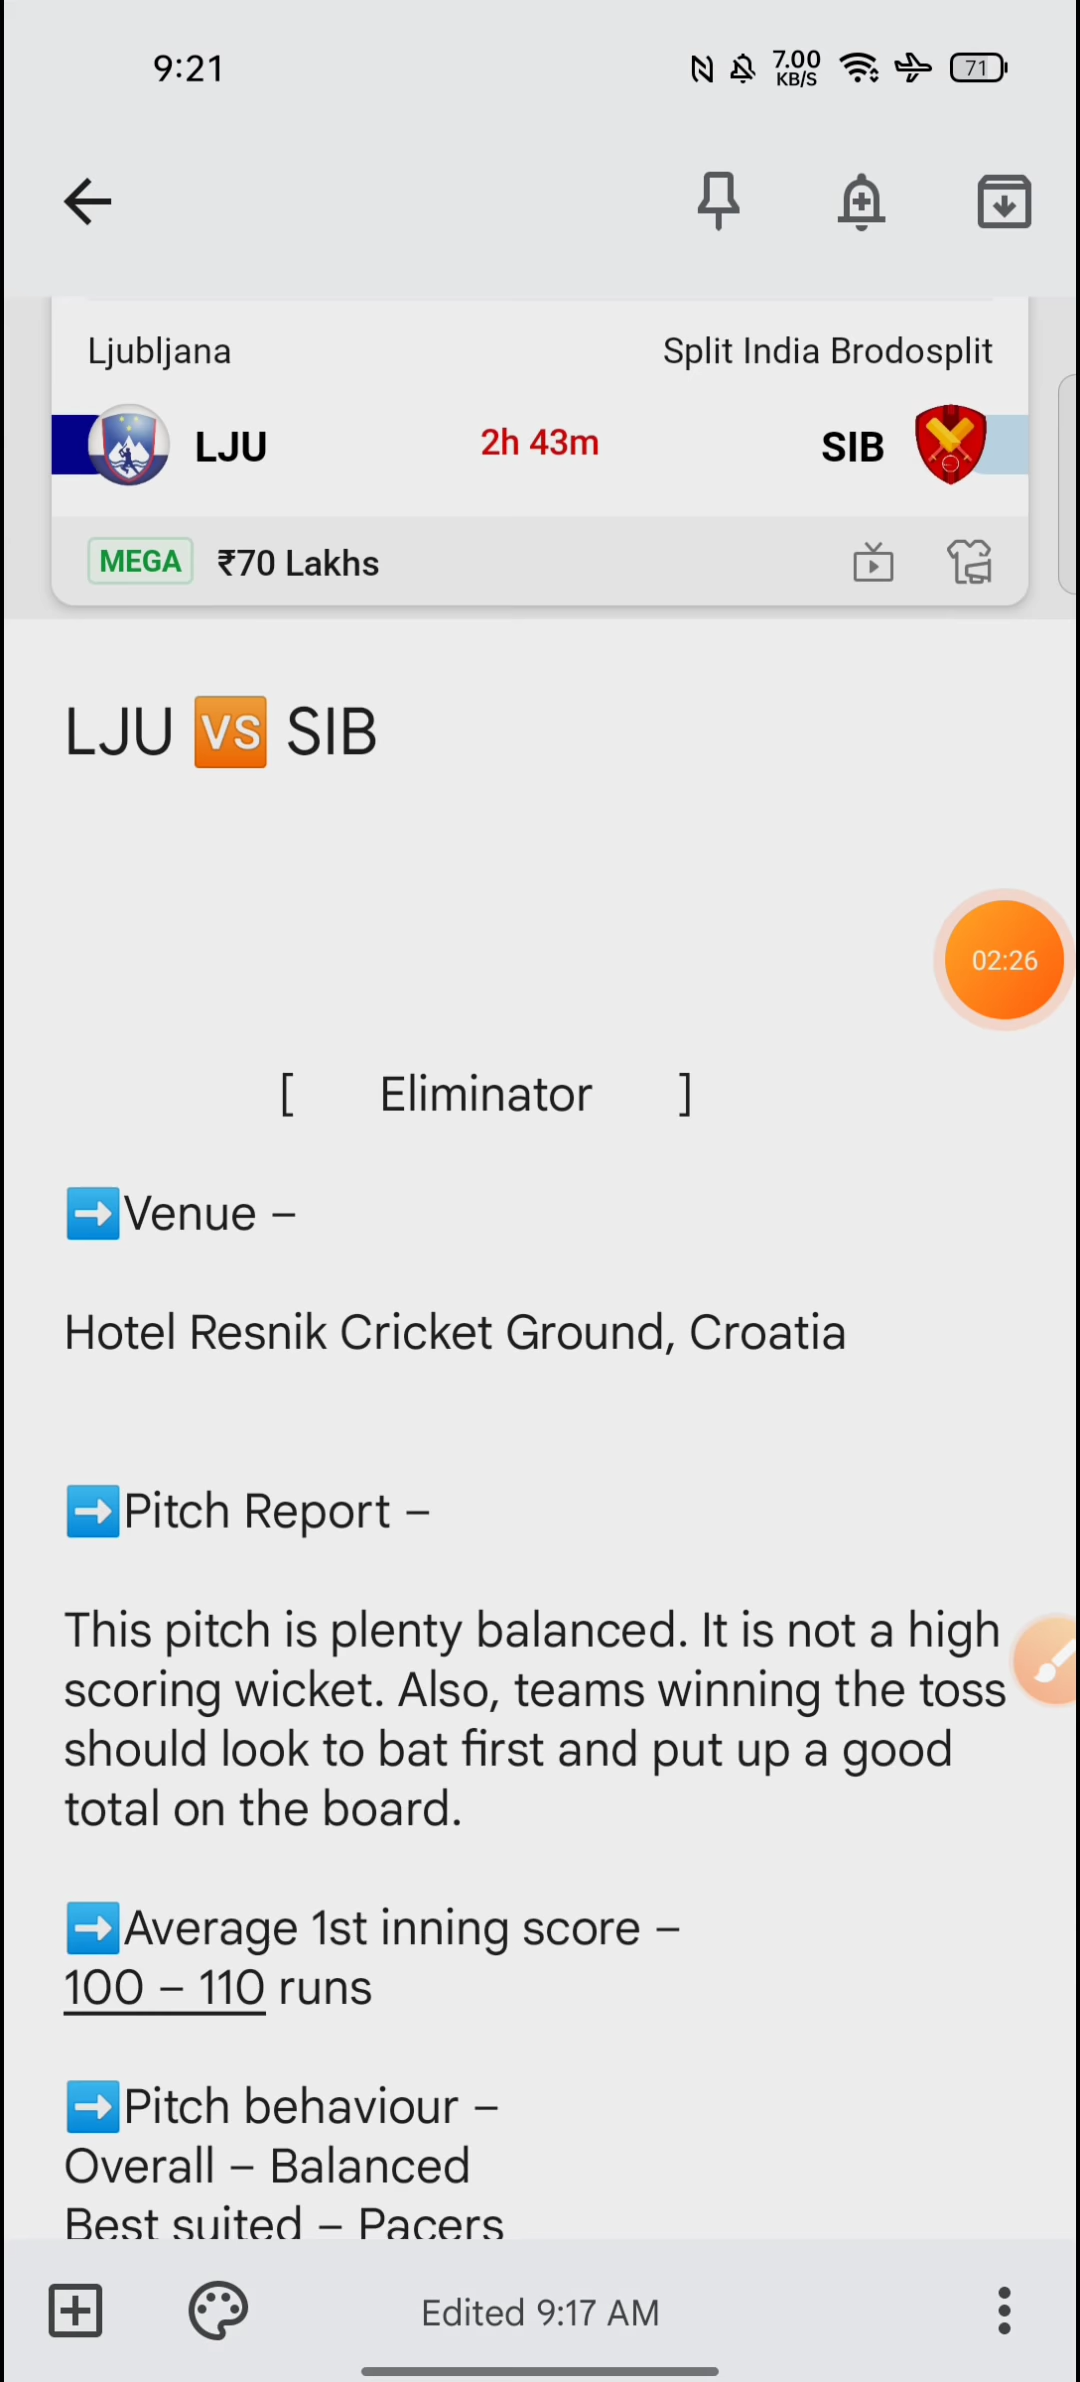 9:21
7.00
KB/S
71
Ljubljana
Split India Brodosplit
LJU
2h 43m
SIB
MEGA ₹70 Lakhs
LJU 🆚 SIB
02:26
[ Eliminator ]
➡️Venue –
Hotel Resnik Cricket Ground, Croatia
➡️Pitch Report –
This pitch is plenty balanced. It is not a high
scoring wicket. Also, teams winning the toss
should look to bat first and put up a good
total on the board.
➡️Average 1st inning score –
100 – 110 runs
➡️Pitch behaviour –
Overall – Balanced
Best suited – Pacers
Edited 9:17 AM